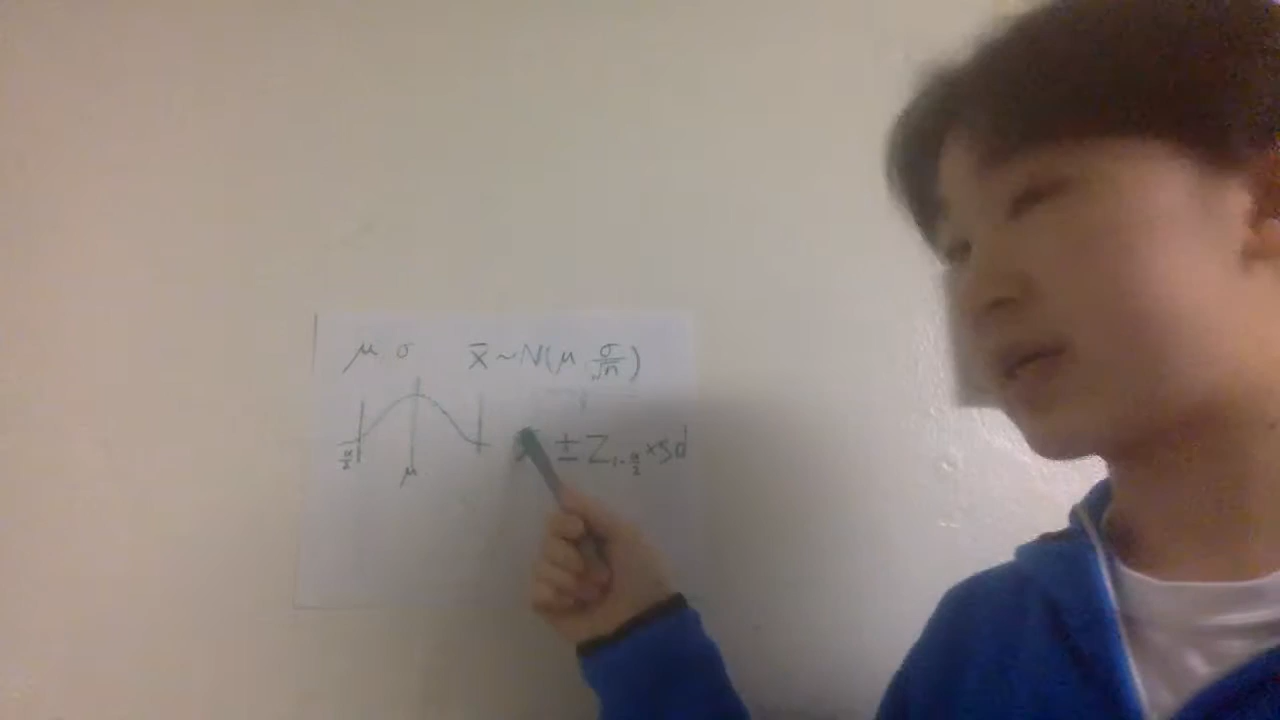 μ σ x̄ ~ N(μ σ/√n)
α/2 μ ± Z₁₋α/₂ × sd